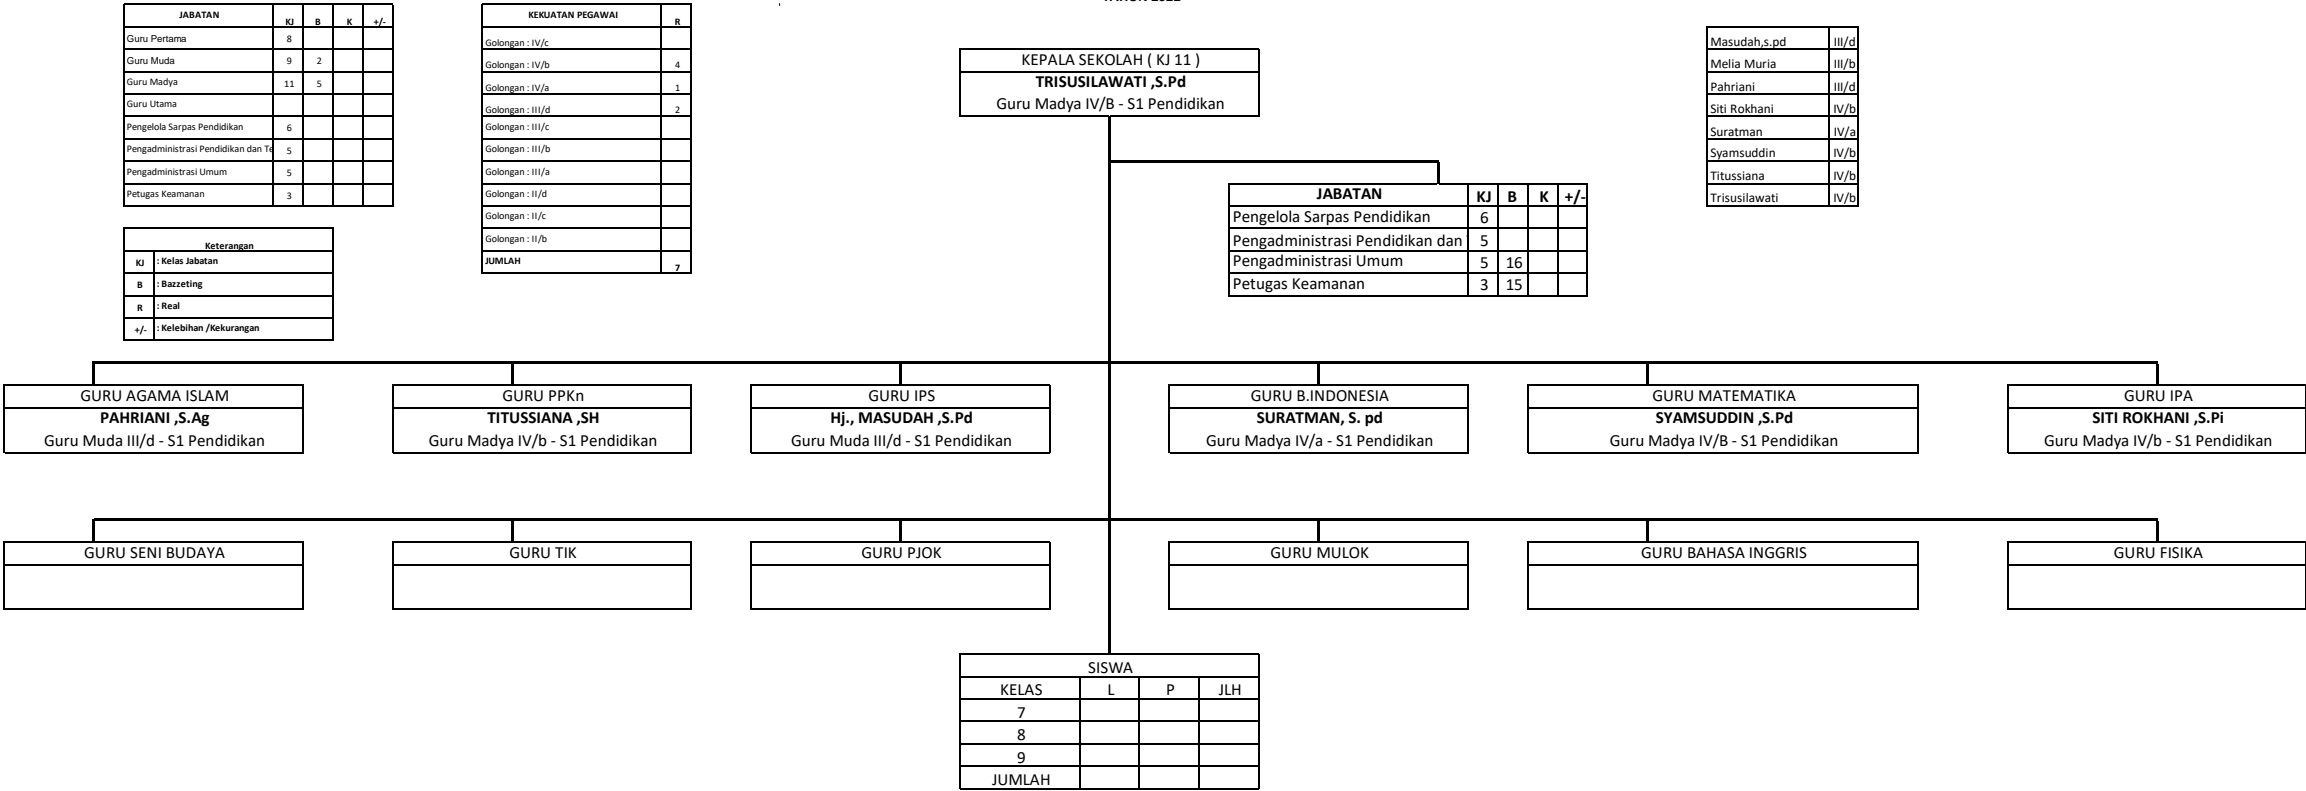 TAHUN 2022
JABATAN KJ B K +/-
Guru Pertama 8
Guru Muda 9 2
Guru Madya 11 5
Guru Utama
Pengelola Sarpas Pendidikan 6
Pengadministrasi Pendidikan dan Te 5
Pengadministrasi Umum 5
Petugas Keamanan 3
Keterangan
KJ : Kelas Jabatan
B : Bazzeting
R : Real
+/- : Kelebihan /Kekurangan
KEKUATAN PEGAWAI R
Golongan : IV/c
Golongan : IV/b 4
Golongan : IV/a 1
Golongan : III/d 2
Golongan : III/c
Golongan : III/b
Golongan : III/a
Golongan : II/d
Golongan : II/c
Golongan : II/b
JUMLAH 7
KEPALA SEKOLAH ( KJ 11 )
TRISUSILAWATI ,S.Pd
Guru Madya IV/B - S1 Pendidikan
Masudah,s.pd III/d
Melia Muria III/b
Pahriani III/d
Siti Rokhani IV/b
Suratman IV/a
Syamsuddin IV/b
Titussiana IV/b
Trisusilawati IV/b
JABATAN KJ B K +/-
Pengelola Sarpas Pendidikan 6
Pengadministrasi Pendidikan dan 5
Pengadministrasi Umum 5 16
Petugas Keamanan 3 15
GURU AGAMA ISLAM
PAHRIANI ,S.Ag
Guru Muda III/d - S1 Pendidikan
GURU PPKn
TITUSSIANA ,SH
Guru Madya IV/b - S1 Pendidikan
GURU IPS
Hj., MASUDAH ,S.Pd
Guru Muda III/d - S1 Pendidikan
GURU B.INDONESIA
SURATMAN, S. pd
Guru Madya IV/a - S1 Pendidikan
GURU MATEMATIKA
SYAMSUDDIN ,S.Pd
Guru Madya IV/B - S1 Pendidikan
GURU IPA
SITI ROKHANI ,S.Pi
Guru Madya IV/b - S1 Pendidikan
GURU SENI BUDAYA
GURU TIK
GURU PJOK
GURU MULOK
GURU BAHASA INGGRIS
GURU FISIKA
SISWA
KELAS L P JLH
7
8
9
JUMLAH